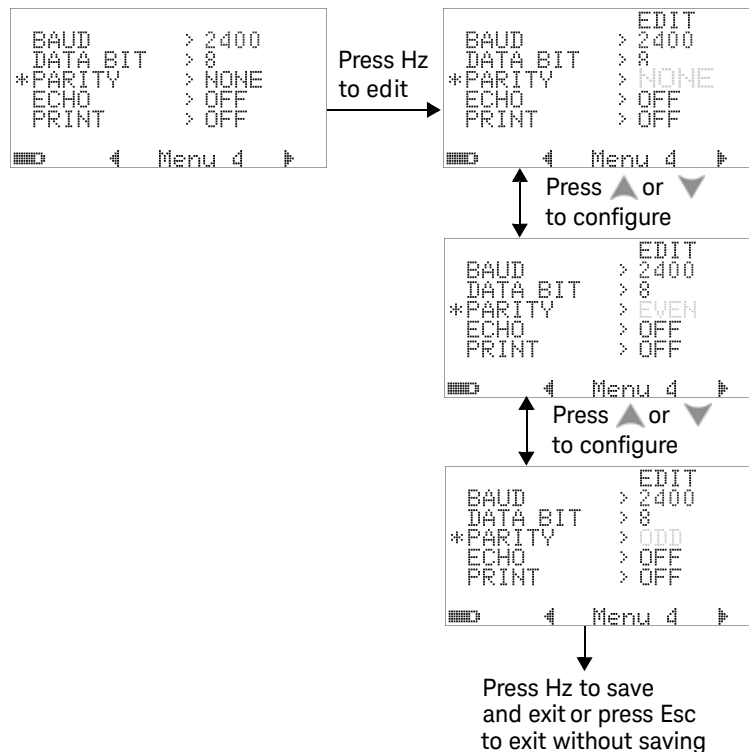 BAUD > 2400
DATA BIT > 8
*PARITY > NONE
ECHO > OFF
PRINT > OFF
Menu 4
Press Hz
to edit
EDIT
BAUD > 2400
DATA BIT > 8
*PARITY > NONE
ECHO > OFF
PRINT > OFF
Menu 4
Press or
to configure
EDIT
BAUD > 2400
DATA BIT > 8
*PARITY > EVEN
ECHO > OFF
PRINT > OFF
Menu 4
Press or
to configure
EDIT
BAUD > 2400
DATA BIT > 8
*PARITY > ODD
ECHO > OFF
PRINT > OFF
Menu 4
Press Hz to save
and exit or press Esc
to exit without saving